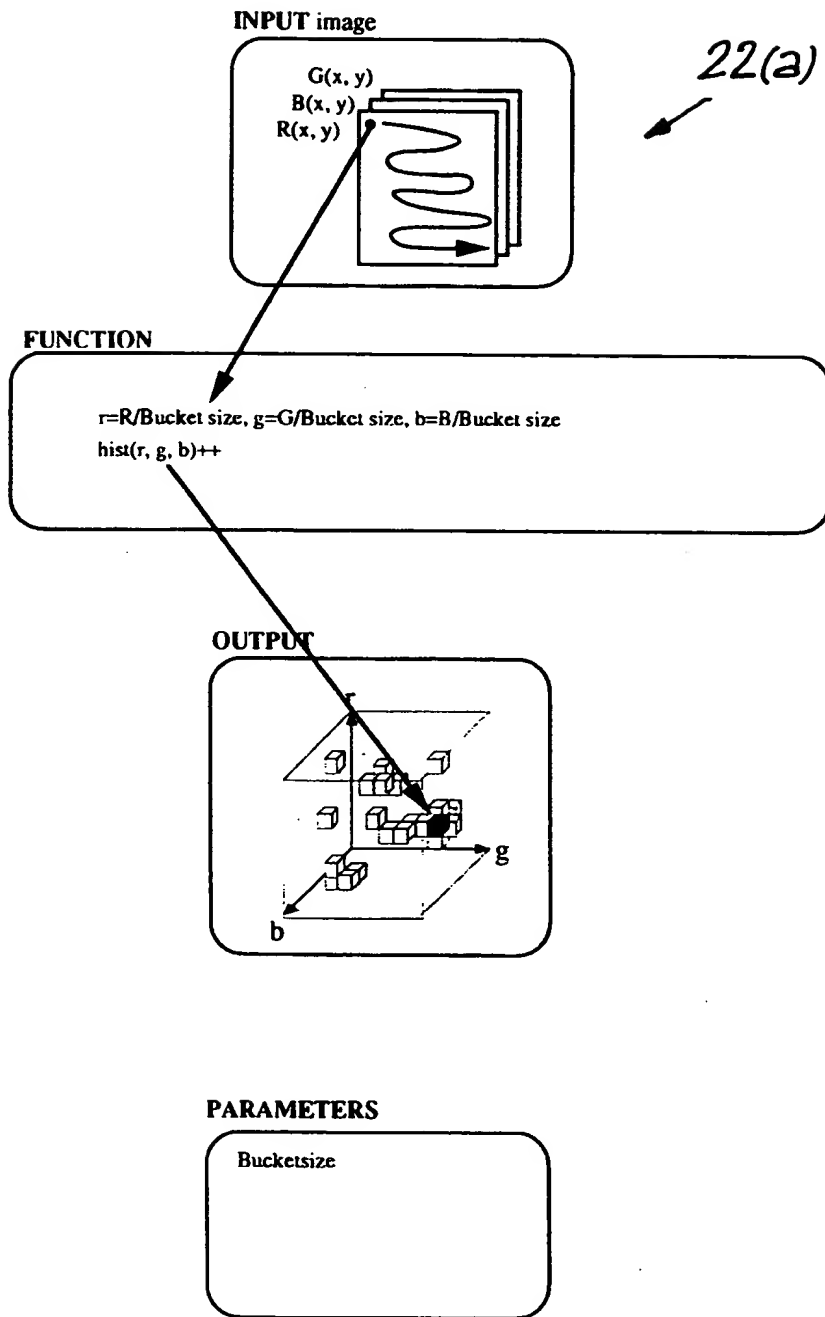 INPUT image
22(a)
G(x, y)
B(x, y)
R(x, y)
FUNCTION
r=R/Bucket size, g=G/Bucket size, b=B/Bucket size
hist(r, g, b)++
OUTPUT
r
g
b
PARAMETERS
Bucketsize